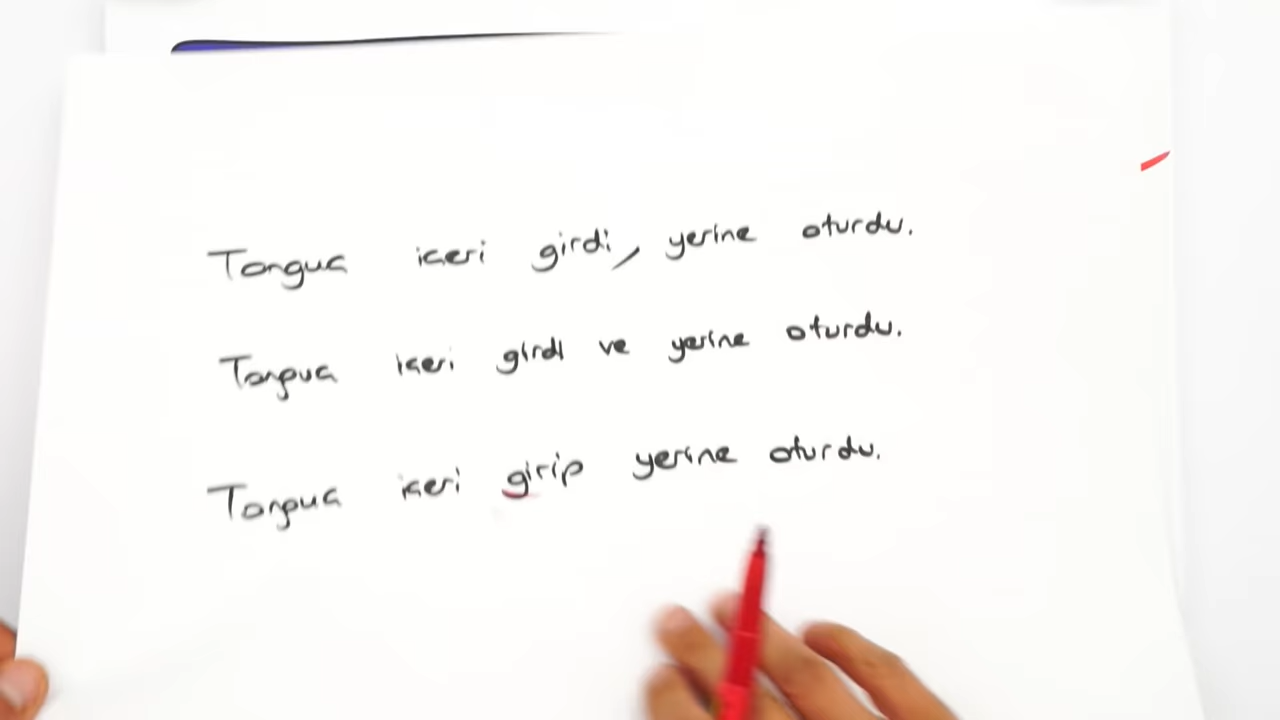 Tonguç içeri girdi, yerine oturdu.
Tonguç içeri girdi ve yerine oturdu.
Tonguç içeri girip yerine oturdu.